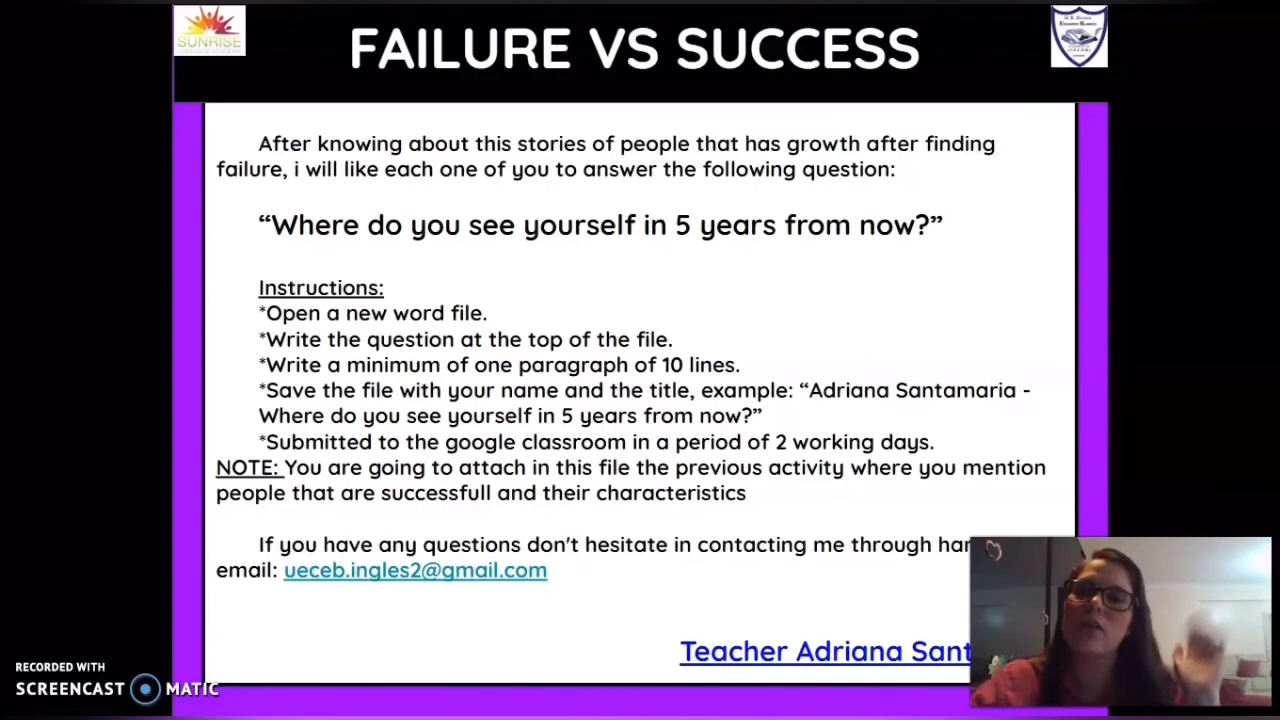 SUNRISE
FAILURE VS SUCCESS
After knowing about this stories of people that has growth after finding
failure, i will like each one of you to answer the following question:
“Where do you see yourself in 5 years from now?”
Instructions:
*Open a new word file.
*Write the question at the top of the file.
*Write a minimum of one paragraph of 10 lines.
*Save the file with your name and the title, example: “Adriana Santamaria -
Where do you see yourself in 5 years from now?”
*Submitted to the google classroom in a period of 2 working days.
NOTE: You are going to attach in this file the previous activity where you mention
people that are successfull and their characteristics
If you have any questions don't hesitate in contacting me through
email: ueceb.ingles2@gmail.com
Teacher Adriana
RECORDED WITH
SCREENCAST MATIC